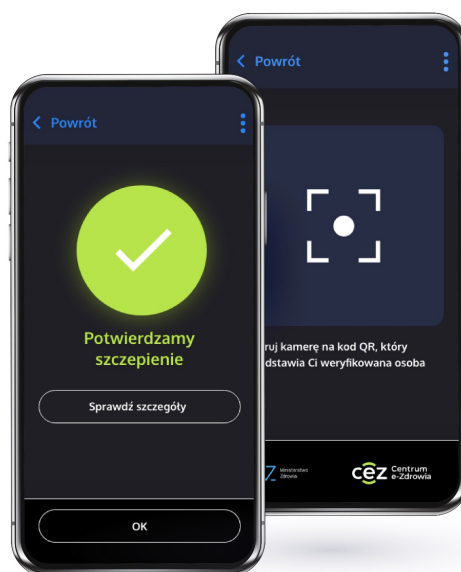 Powrót
Potwierdzamy
szczepienie
Sprawdź szczegóły
OK
Powrót
ruj kamerę na kod QR, który
dstawia Ci weryfikowana osoba
Z Ministerstwo
Zdrowia
cez Centrum
e-Zdrowia